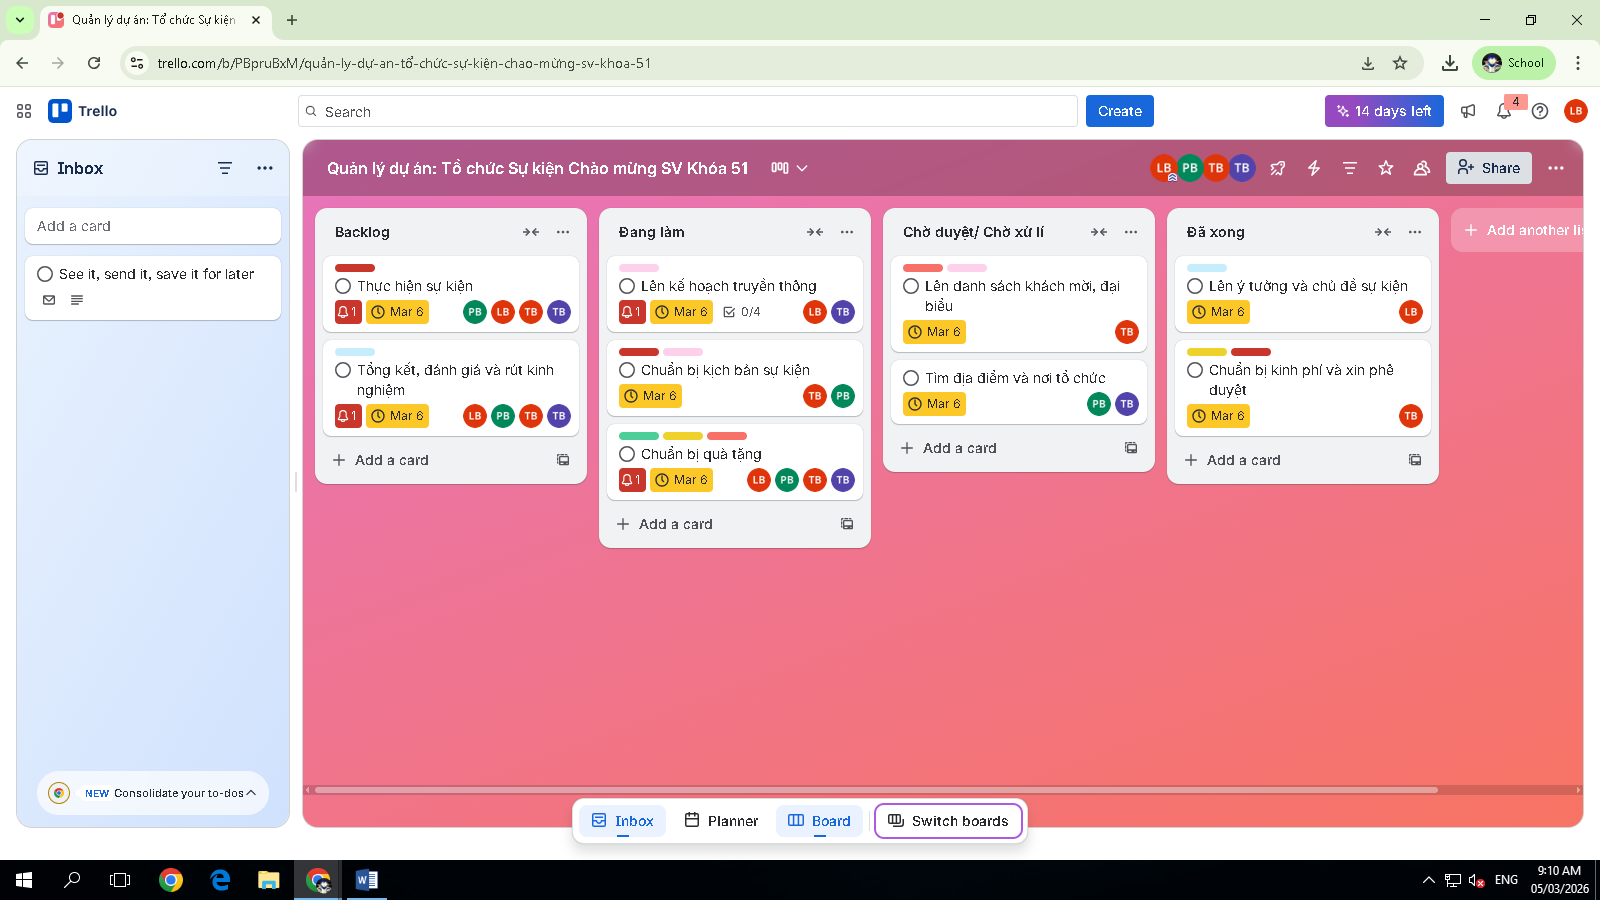 Quản lý dự án: Tổ chức Sự kiện
trello.com/b/PBpruBxM/quản-ly-dự-an-tổ-chức-sự-kiện-chao-mừng-sv-khoa-51
School
Trello
Search
Create
14 days left
4
LB
Inbox
Add a card
See it, send it, save it for later
NEW Consolidate your to-dos
Quản lý dự án: Tổ chức Sự kiện Chào mừng SV Khóa 51
LB PB TB TB
Share
Backlog
Thực hiện sự kiện
1 Mar 6 PB LB TB TB
Tổng kết, đánh giá và rút kinh
nghiệm
1 Mar 6 LB PB TB TB
Add a card
Đang làm
Lên kế hoạch truyền thông
1 Mar 6 0/4 LB TB
Chuẩn bị kịch bản sự kiện
Mar 6 TB PB
Chuẩn bị quà tặng
1 Mar 6 LB PB TB TB
Add a card
Chờ duyệt/ Chờ xử lí
Lên danh sách khách mời, đại
biểu
Mar 6 TB
Tìm địa điểm và nơi tổ chức
Mar 6 PB TB
Add a card
Đã xong
Lên ý tưởng và chủ đề sự kiện
Mar 6 LB
Chuẩn bị kinh phí và xin phê
duyệt
Mar 6 TB
Add a card
Add another lis
Inbox
Planner
Board
Switch boards
ENG
9:10 AM
05/03/2026